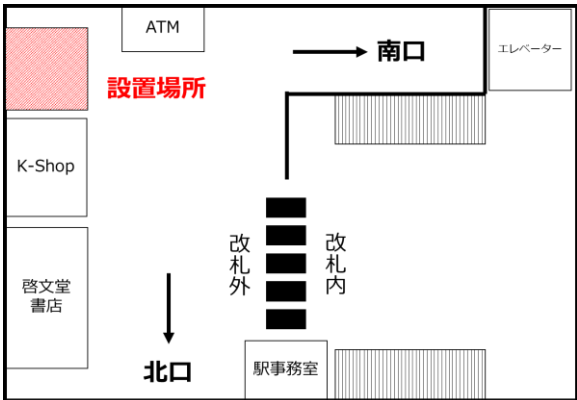 ATM
南口
エレベーター
設置場所
K-Shop
改札外
改札内
啓文堂
書店
北口
駅事務室